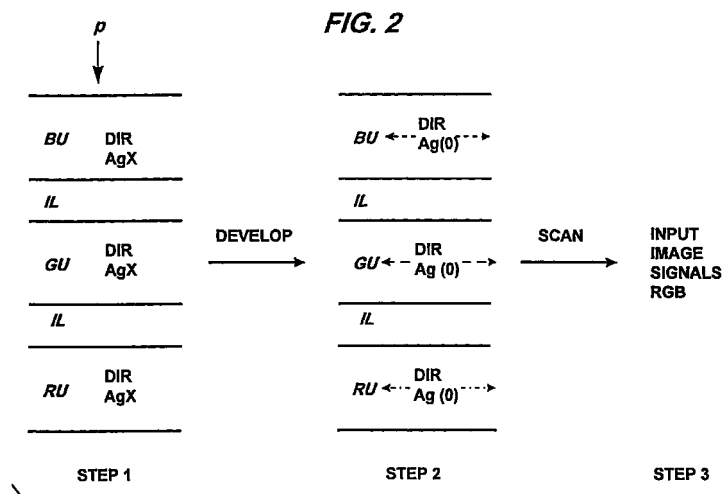 FIG. 2
p
BU DIR
AgX
IL
GU DIR
AgX
IL
RU DIR
AgX
STEP 1
DEVELOP
BU DIR
Ag(0)
IL
GU DIR
Ag (0)
IL
RU DIR
Ag (0)
STEP 2
SCAN
INPUT
IMAGE
SIGNALS
RGB
STEP 3